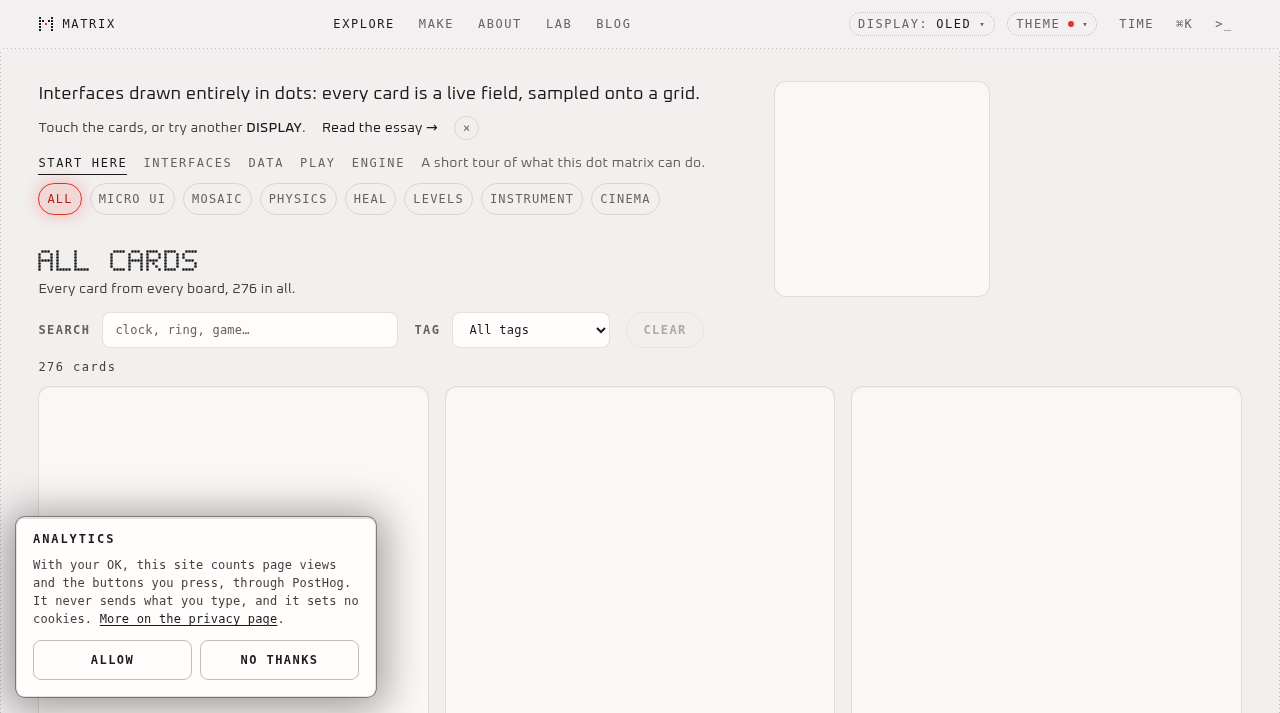 MATRIX
EXPLORE MAKE ABOUT LAB BLOG
DISPLAY: OLED ▾ THEME ● ▾ TIME ⌘K >_
Interfaces drawn entirely in dots: every card is a live field, sampled onto a grid.
Touch the cards, or try another DISPLAY. Read the essay → ×
START HERE INTERFACES DATA PLAY ENGINE A short tour of what this dot matrix can do.
ALL MICRO UI MOSAIC PHYSICS HEAL LEVELS INSTRUMENT CINEMA
ALL CARDS
Every card from every board, 276 in all.
SEARCH clock, ring, game… TAG All tags CLEAR
276 cards
ANALYTICS
With your OK, this site counts page views
and the buttons you press, through PostHog.
It never sends what you type, and it sets no
cookies. More on the privacy page.
ALLOW NO THANKS